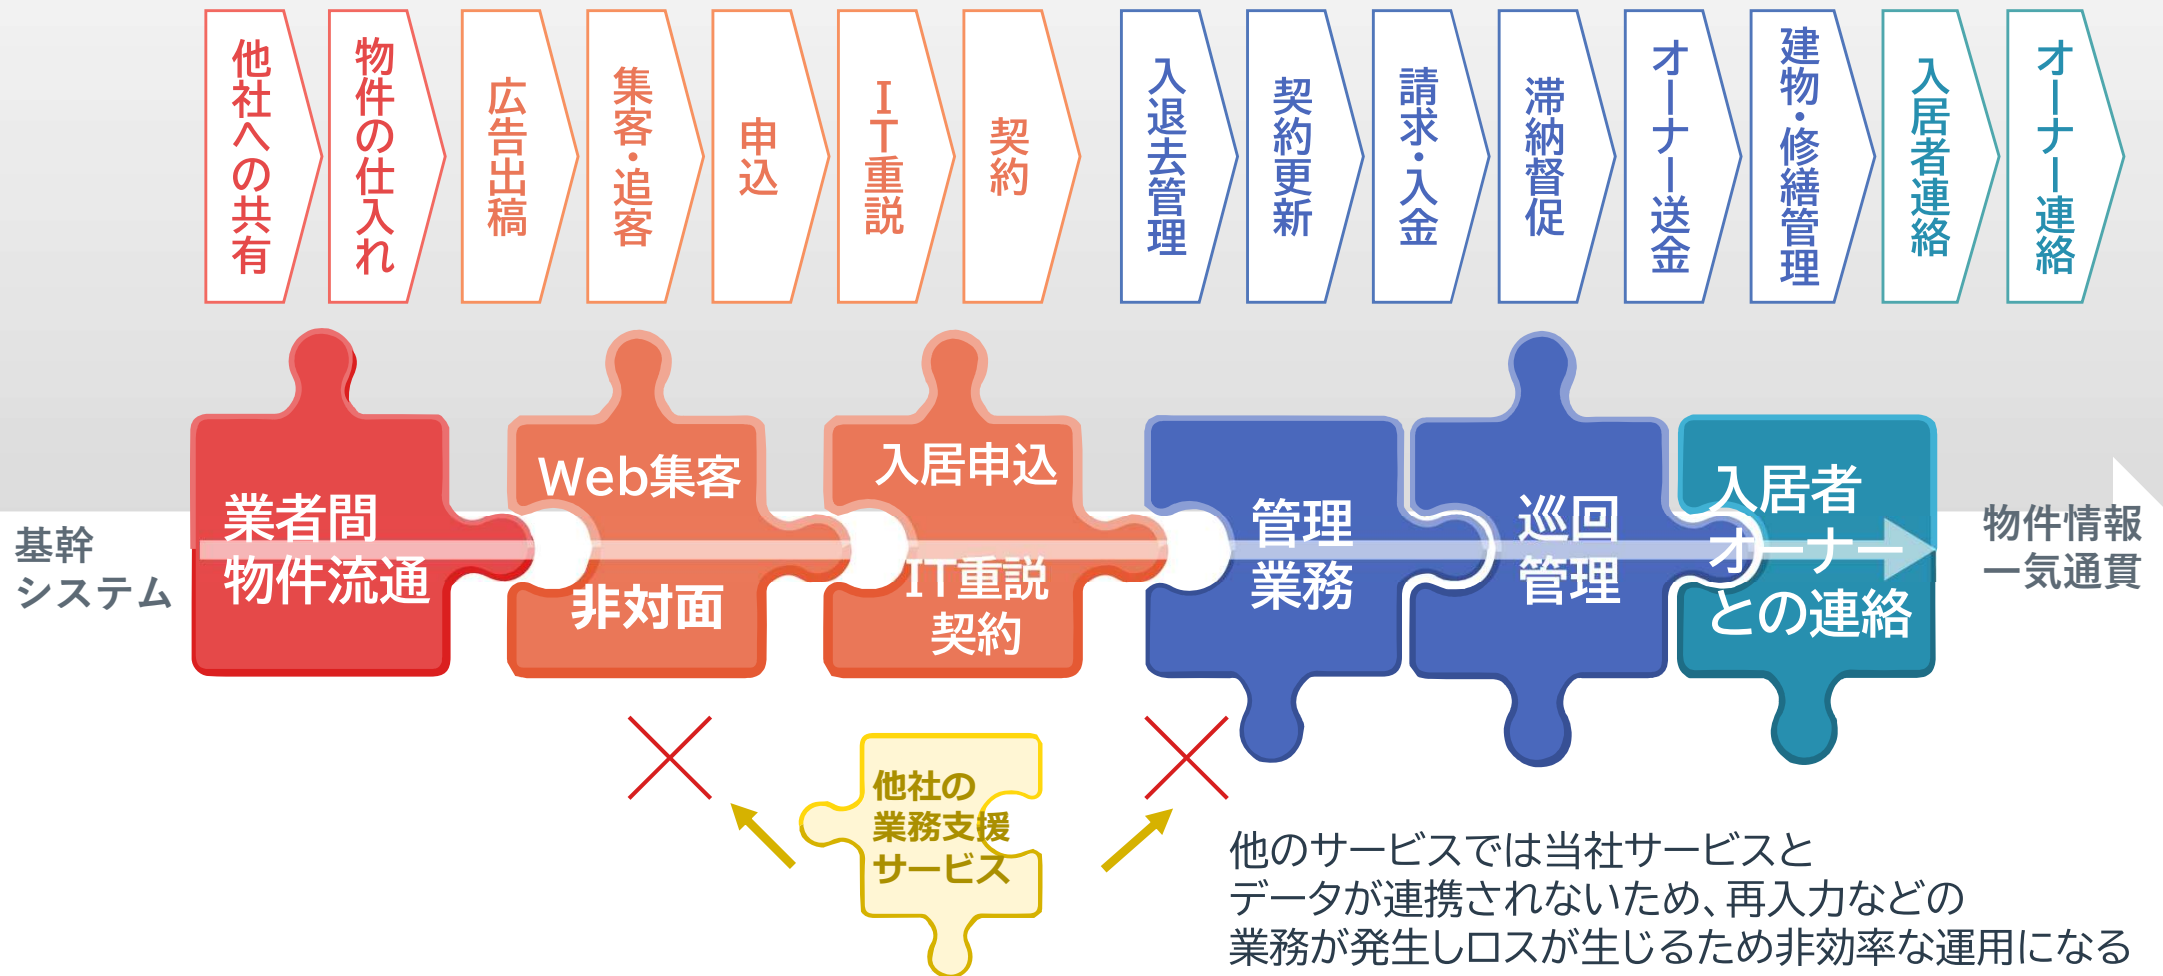 他社への共有
物件の仕入れ
広告出稿
集客・追客
申込
IT重説
契約
入退去管理
契約更新
請求・入金
滞納督促
オーナー送金
建物・修繕管理
入居者連絡
オーナー連絡
基幹
システム
業者間
物件流通
Web集客
非対面
入居申込
IT重説
契約
管理
業務
巡回
管理
入居者
オーナー
との連絡
物件情報
一気通貫
他社の
業務支援
サービス
他のサービスでは当社サービスと
データが連携されないため、再入力などの
業務が発生しロスが生じるため非効率な運用になる